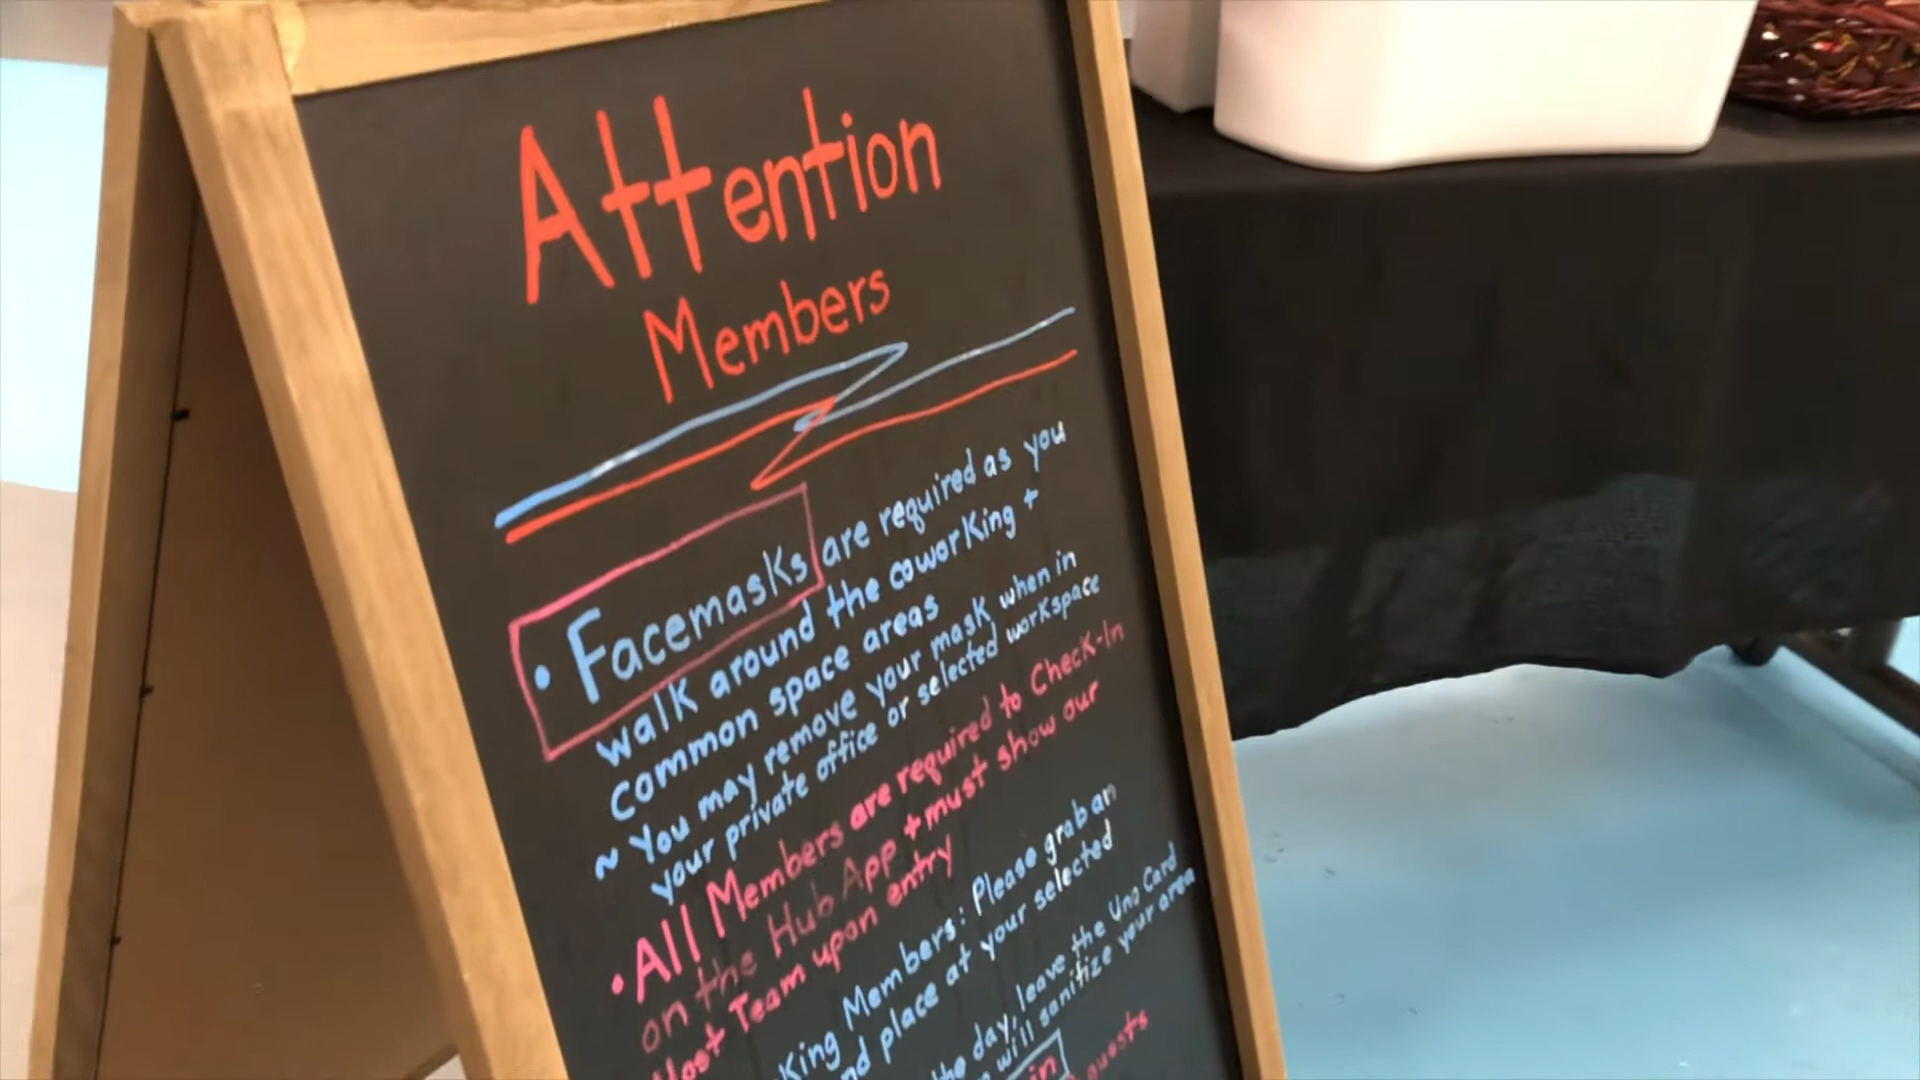 Attention
Members
• Facemasks are required as you
walk around the coworking +
common space areas
~ You may remove your mask when in
your private office or selected workspace
• All Members are required to Check-In
on the Hub App + must show our
Host Team upon entry
king Members: Please grab an
nd place at your selected
the day, leave the Uno Card
will sanitize your area
in
guests